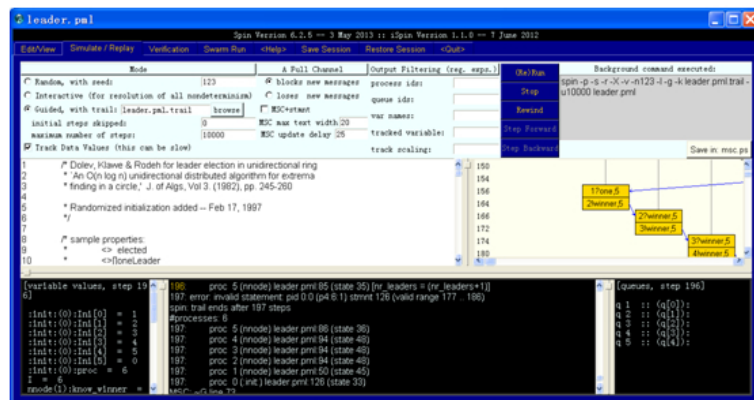 leader.pml
Spin Version 6.2.5 -- 3 May 2013 :: iSpin Version 1.1.0 -- 7 June 2012
Edit/View Simulate / Replay Verification Swarm Run <Help> Save Session Restore Session <Quit>
Mode A Full Channel Output Filtering (reg. exps.) (Re)Run Background command executed:
Random, with seed: 123 blocks new messages process ids: spin -p -s -r -X -v -n123 -l -g -k leader.pml.trail -
Interactive (for resolution of all nondeterminism) loses new messages queue ids: Stop u10000 leader.pml
Guided, with trail: leader.pml.trail browse MSC+stmnt var names: Rewind
initial steps skipped: 0 MSC max text width 20
maximum number of steps: 10000 MSC update delay 25 tracked variable: Step Forward
Track Data Values (this can be slow) track scaling: Step Backward Save in: msc.ps
1 /* Dolev, Klawe & Rodeh for leader election in unidirectional ring
2 * `An O(n log n) unidirectional distributed algorithm for extrema
3 * finding in a circle,' J. of Algs, Vol 3. (1982), pp. 245-260
4
5 * Randomized initialization added -- Feb 17, 1997
6 */
7
8 /* sample properties:
9 * <> elected
10 * <>[]oneLeader
150
154
156 1?one,5
164 2!winner,5
166 2?winner,5
172 3!winner,5
174 3?winner,5
180 4!winner,5
[variable values, step 19
6]
:init:(0):Ini[0] = 1
:init:(0):Ini[1] = 2
:init:(0):Ini[2] = 3
:init:(0):Ini[3] = 4
:init:(0):Ini[4] = 5
:init:(0):Ini[5] = 0
:init:(0):proc = 6
I = 6
nnode(1):know_winner =
196: proc 5 (nnode) leader.pml:85 (state 35) [nr_leaders = (nr_leaders+1)]
197: error: invalid statement: pid 0:0 (p4:6:1) stmnt 126 (valid range 177 .. 186)
spin: trail ends after 197 steps
#processes: 6
197: proc 5 (nnode) leader.pml:86 (state 36)
197: proc 4 (nnode) leader.pml:94 (state 48)
197: proc 3 (nnode) leader.pml:94 (state 48)
197: proc 2 (nnode) leader.pml:94 (state 48)
197: proc 1 (nnode) leader.pml:50 (state 45)
197: proc 0 (:init:) leader.pml:126 (state 33)
MSC: ~G line 73
[queues, step 196]
q 1 :: (q[0]):
q 2 :: (q[1]):
q 3 :: (q[2]):
q 4 :: (q[3]):
q 5 :: (q[4]):